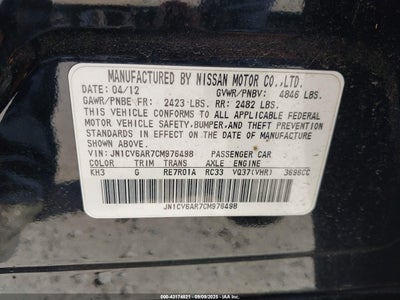 MANUFACTURED BY NISSAN MOTOR CO.,LTD.
DATE: 04/12 GVWR/PNBV: 4846 LBS.
GAWR/PNBE FR: 2423 LBS. RR: 2482 LBS.
THIS VEHICLE CONFORMS TO ALL APPLICABLE FEDERAL
MOTOR VEHICLE SAFETY, BUMPER, AND THEFT PREVENTION
STANDARDS IN EFFECT ON THE DATE OF MANUFACTURE
SHOWN ABOVE.
VIN: JN1CV6AR7CM976498 PASSENGER CAR
COLOR TRIM TRANS AXLE ENGINE
KH3 G RE7R01A RC33 VQ37(VHR) 3696CC
JN1CV6AR7CM976498
© 2025, IAA Inc. ** 000-43174821 - 09/09/2025 - IAAI.COM